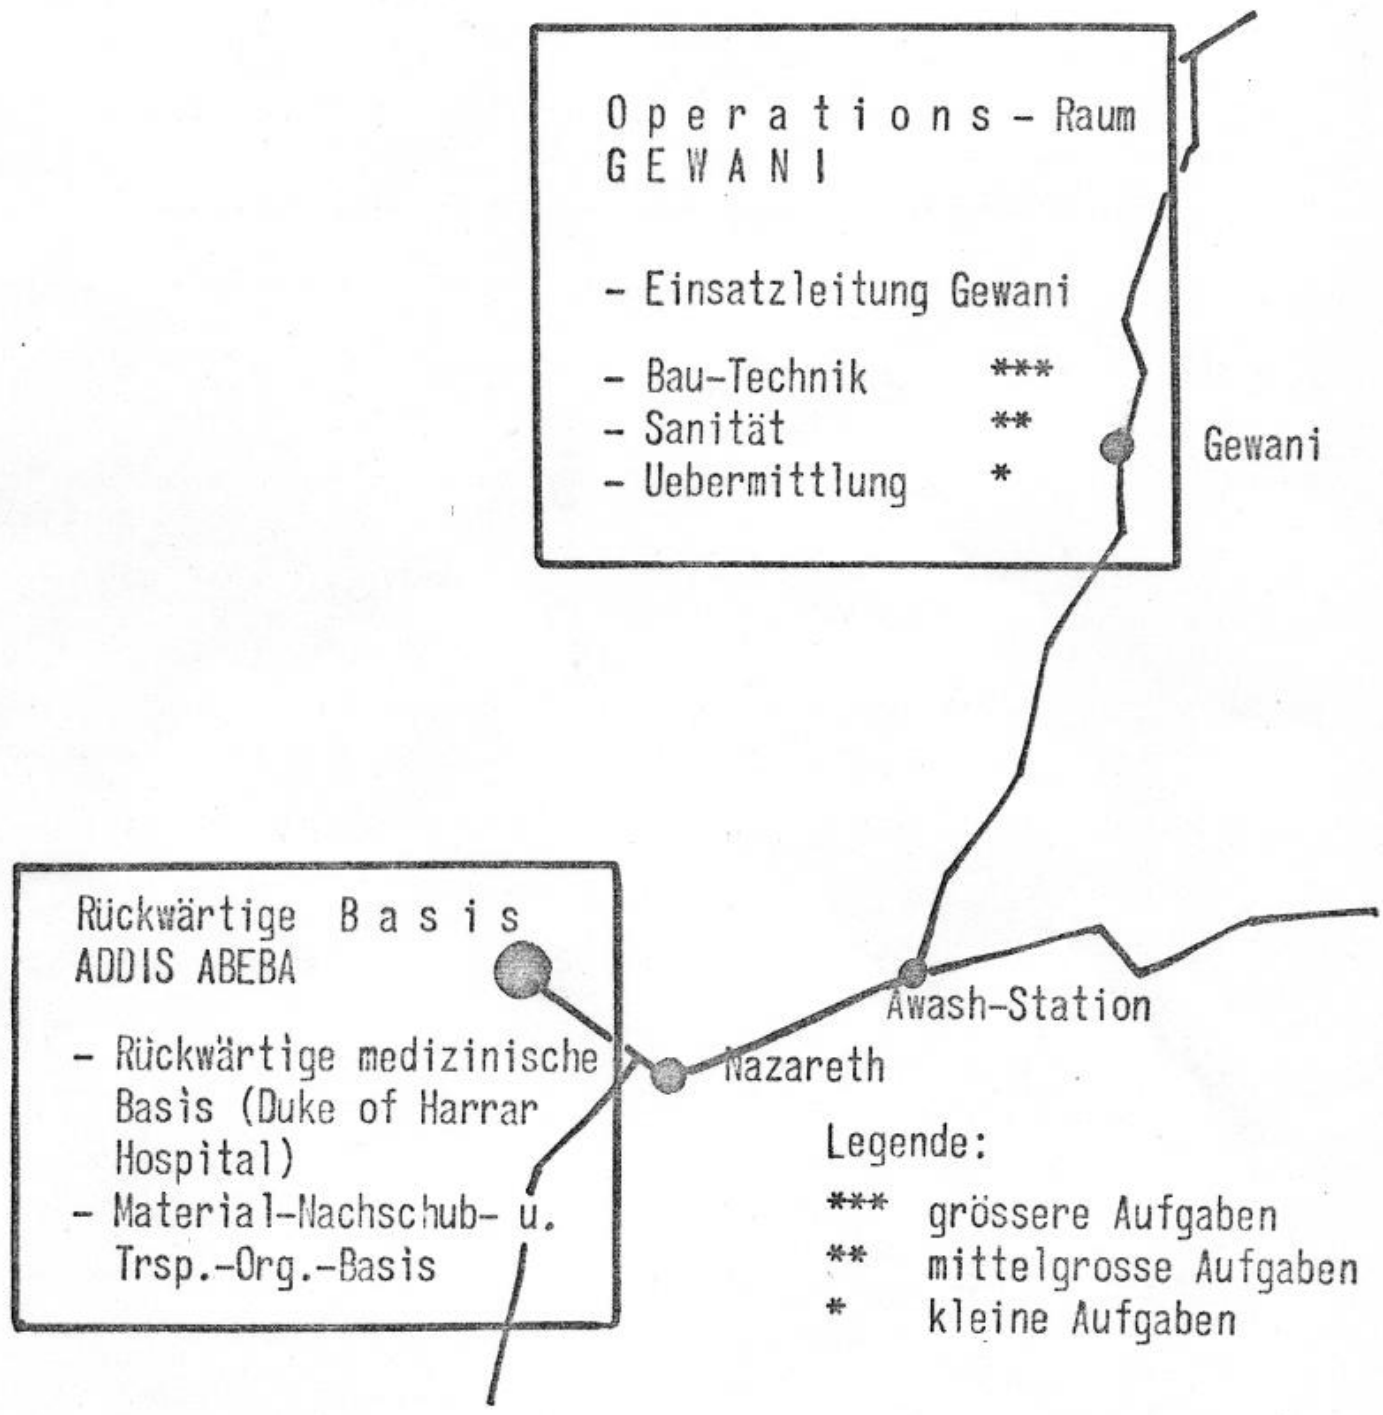 Operations-Raum
GEWANI
- Einsatzleitung Gewani
- Bau-Technik ***
- Sanität **
- Uebermittlung *
Gewani
Rückwärtige Basis
ADDIS ABEBA
- Rückwärtige medizinische
Basis (Duke of Harrar
Hospital)
- Material-Nachschub- u.
Trsp.-Org.-Basis
Awash-Station
Nazareth
Legende:
*** grössere Aufgaben
** mittelgrosse Aufgaben
* kleine Aufgaben